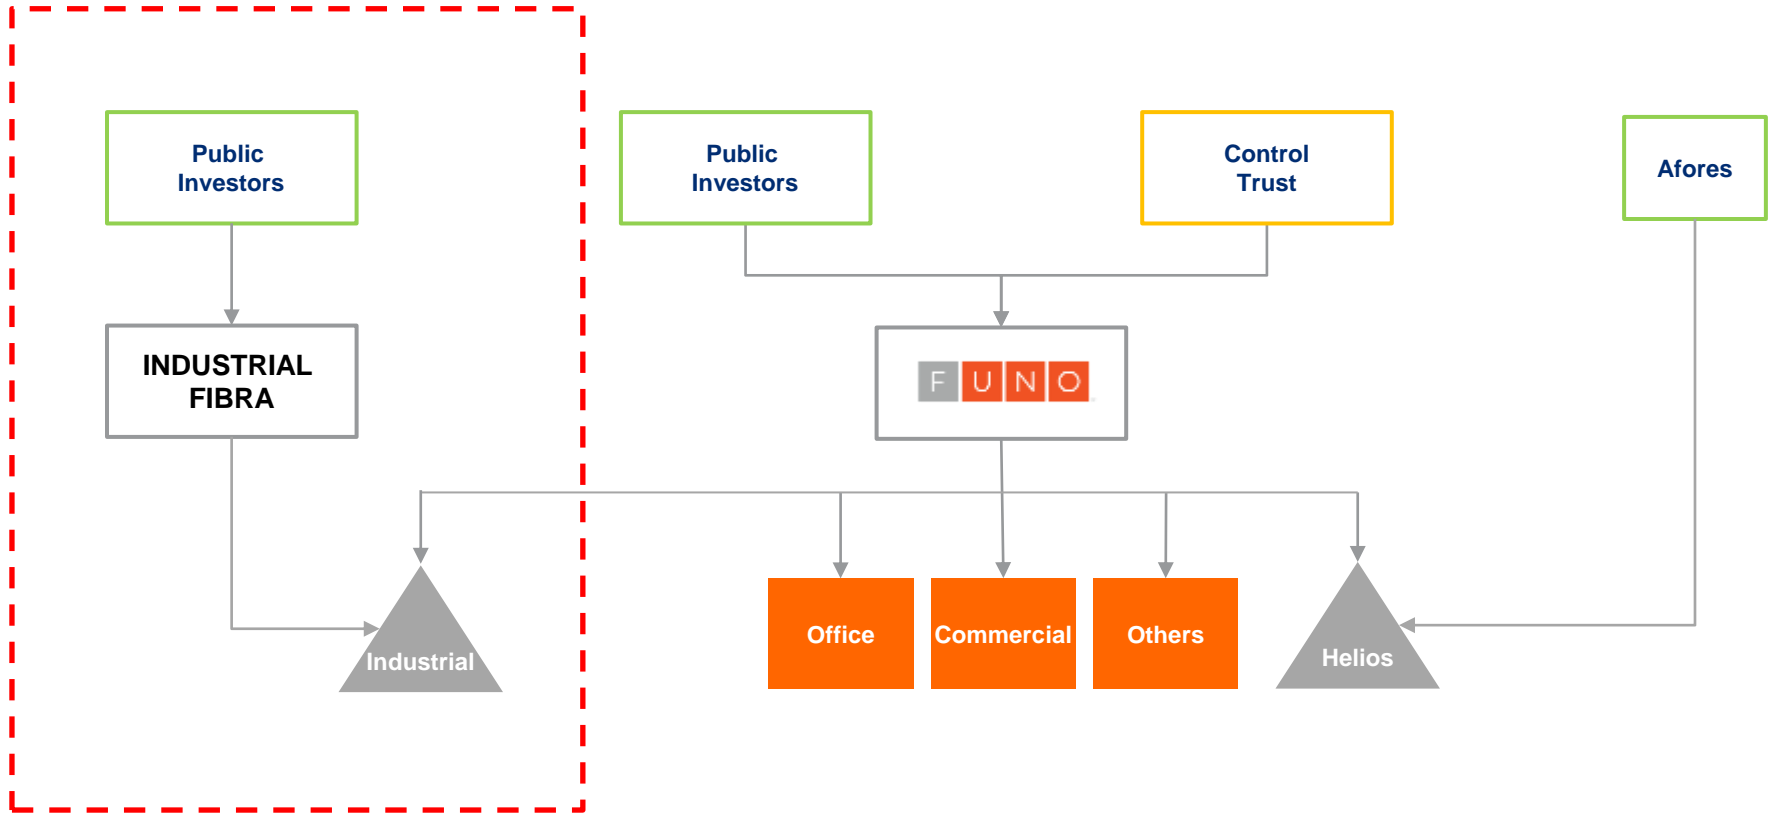 Public
Investors
Public
Investors
Control
Trust
Afores
INDUSTRIAL
FIBRA
FUNO
Industrial
Office
Commercial
Others
Helios